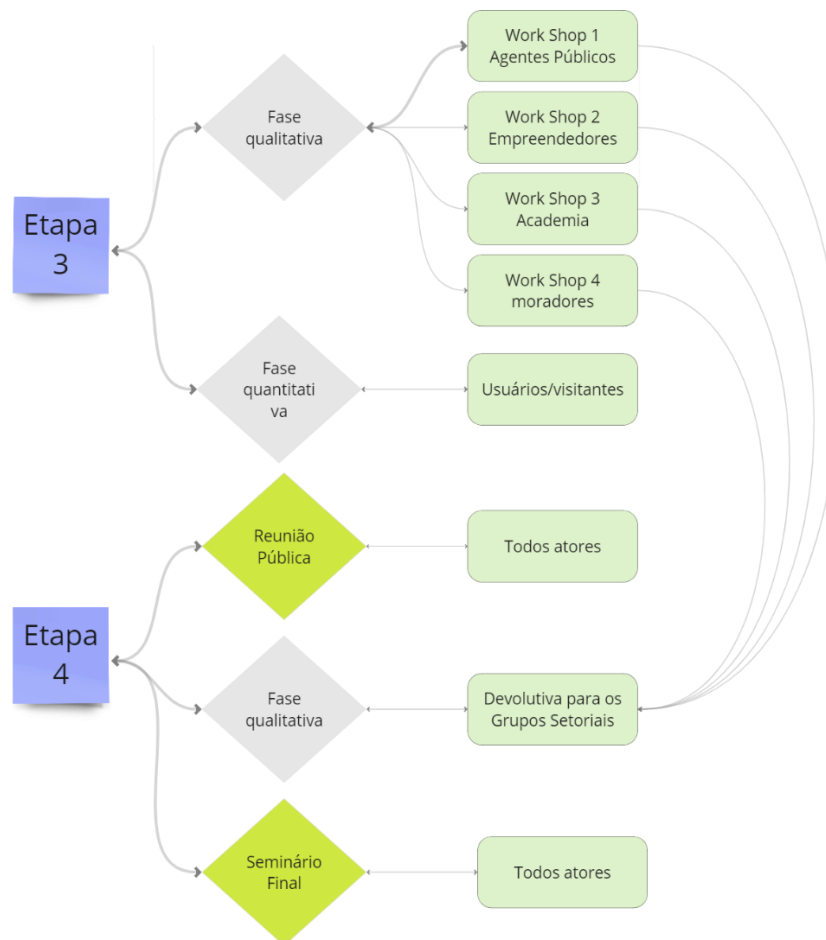 Work Shop 1
Agentes Públicos
Fase
qualitativa
Work Shop 2
Empreendedores
Etapa
3
Work Shop 3
Academia
Work Shop 4
moradores
Fase
quantitati
va
Usuários/visitantes
Reunião
Pública
Todos atores
Etapa
4
Fase
qualitativa
Devolutiva para os
Grupos Setoriais
Seminário
Final
Todos atores